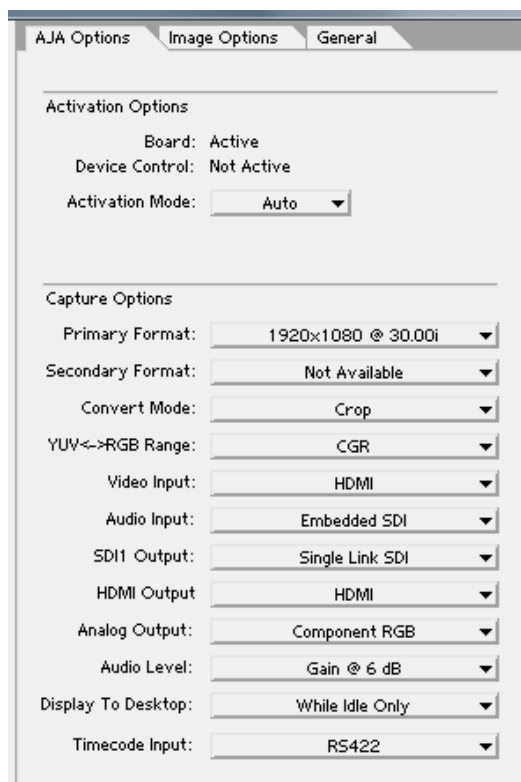 AJA Options Image Options General
Activation Options
Board: Active
Device Control: Not Active
Activation Mode: Auto
Capture Options
Primary Format: 1920x1080 @ 30.00i
Secondary Format: Not Available
Convert Mode: Crop
YUV<->RGB Range: CGR
Video Input: HDMI
Audio Input: Embedded SDI
SDI1 Output: Single Link SDI
HDMI Output HDMI
Analog Output: Component RGB
Audio Level: Gain @ 6 dB
Display To Desktop: While Idle Only
Timecode Input: RS422